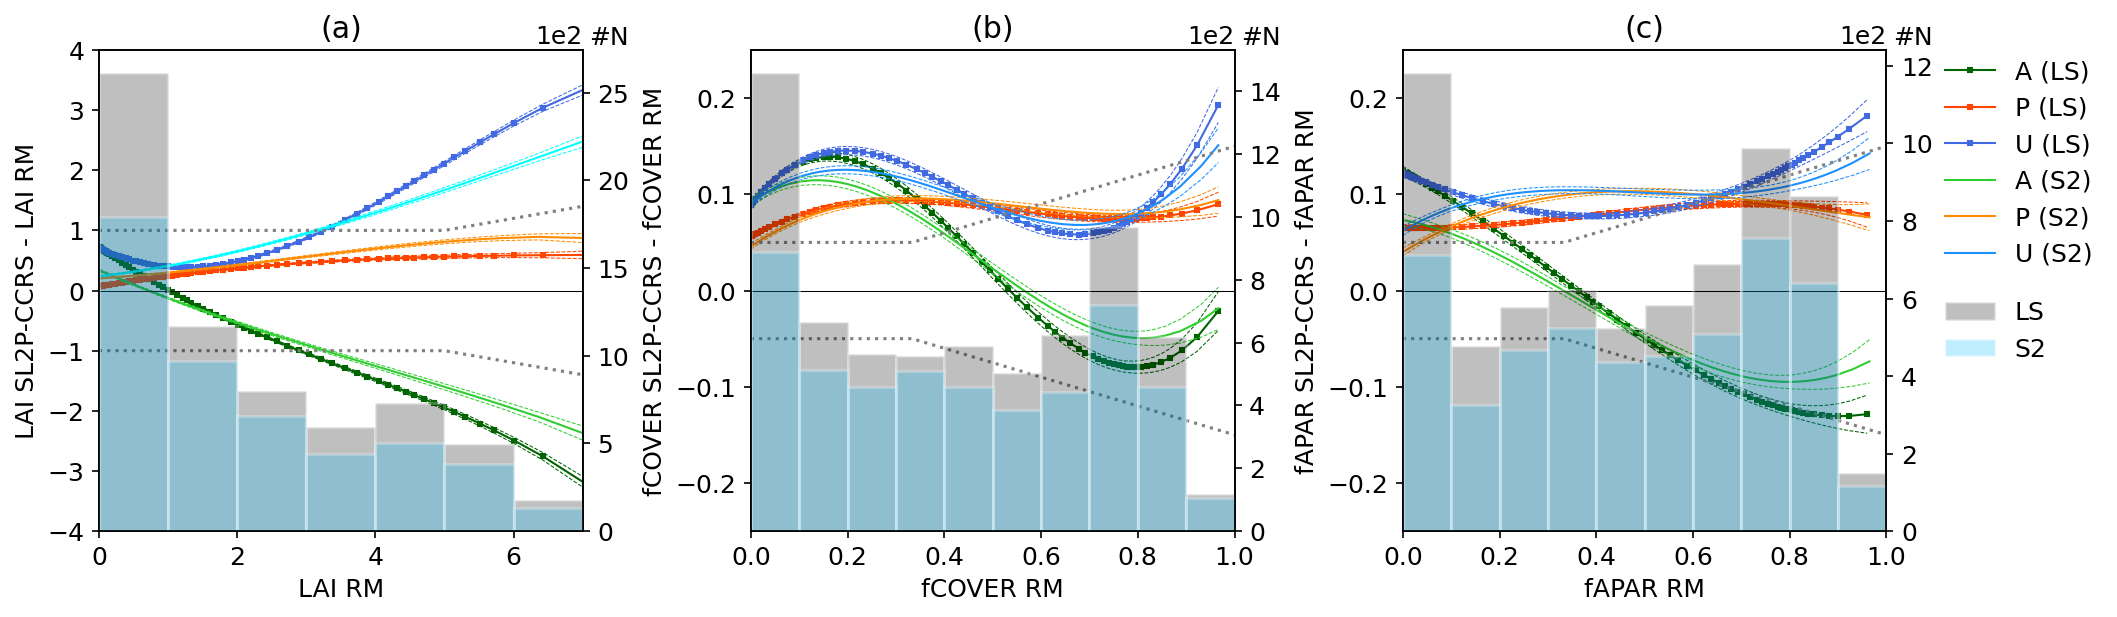 (a)
1e2 #N
4
3
2
1
0
−1
−2
−3
−4
25
20
15
10
5
0
0
2
4
6
LAI SL2P-CCRS - LAI RM
LAI RM
(b)
1e2 #N
0.2
0.1
0.0
−0.1
−0.2
14
12
10
8
6
4
2
0
0.0
0.2
0.4
0.6
0.8
1.0
fCOVER SL2P-CCRS - fCOVER RM
fCOVER RM
(c)
1e2 #N
0.2
0.1
0.0
−0.1
−0.2
12
10
8
6
4
2
0
0.0
0.2
0.4
0.6
0.8
1.0
fAPAR SL2P-CCRS - fAPAR RM
fAPAR RM
A (LS)
P (LS)
U (LS)
A (S2)
P (S2)
U (S2)
LS
S2